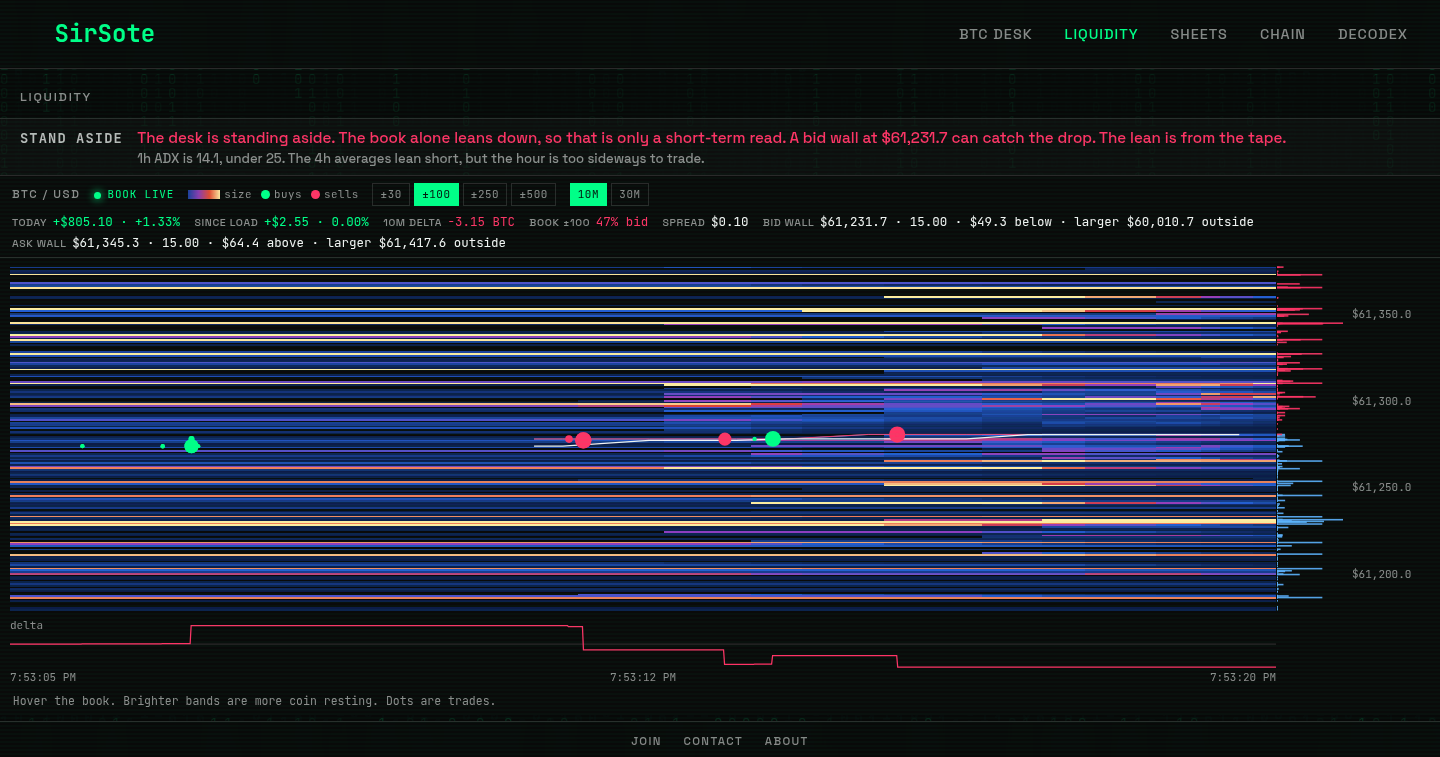 SirSote
BTC DESK LIQUIDITY SHEETS CHAIN DECODEX
LIQUIDITY
STAND ASIDE The desk is standing aside. The book alone leans down, so that is only a short-term read. A bid wall at $61,231.7 can catch the drop. The lean is from the tape.
1h ADX is 14.1, under 25. The 4h averages lean short, but the hour is too sideways to trade.
BTC / USD BOOK LIVE size buys sells ±30 ±100 ±250 ±500 10M 30M
TODAY +$805.10 · +1.33% SINCE LOAD +$2.55 · 0.00% 10M DELTA -3.15 BTC BOOK ±100 47% bid SPREAD $0.10 BID WALL $61,231.7 · 15.00 · $49.3 below · larger $60,010.7 outside
ASK WALL $61,345.3 · 15.00 · $64.4 above · larger $61,417.6 outside
$61,350.0
$61,300.0
$61,250.0
$61,200.0
delta
7:53:05 PM 7:53:12 PM 7:53:20 PM
Hover the book. Brighter bands are more coin resting. Dots are trades.
JOIN CONTACT ABOUT